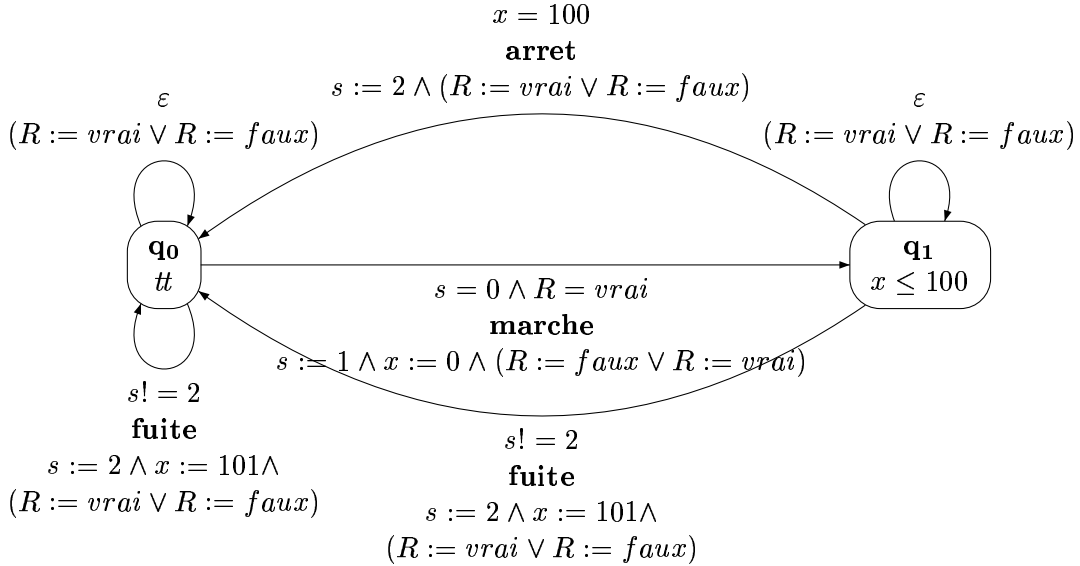 x = 100
arret
s := 2 ∧ (R := vrai ∨ R := faux)
ε
(R := vrai ∨ R := faux)
ε
(R := vrai ∨ R := faux)
q₀
tt
q₁
x ≤ 100
s = 0 ∧ R = vrai
marche
s := 1 ∧ x := 0 ∧ (R := faux ∨ R := vrai)
s! = 2
fuite
s := 2 ∧ x := 101∧
(R := vrai ∨ R := faux)
s! = 2
fuite
s := 2 ∧ x := 101∧
(R := vrai ∨ R := faux)